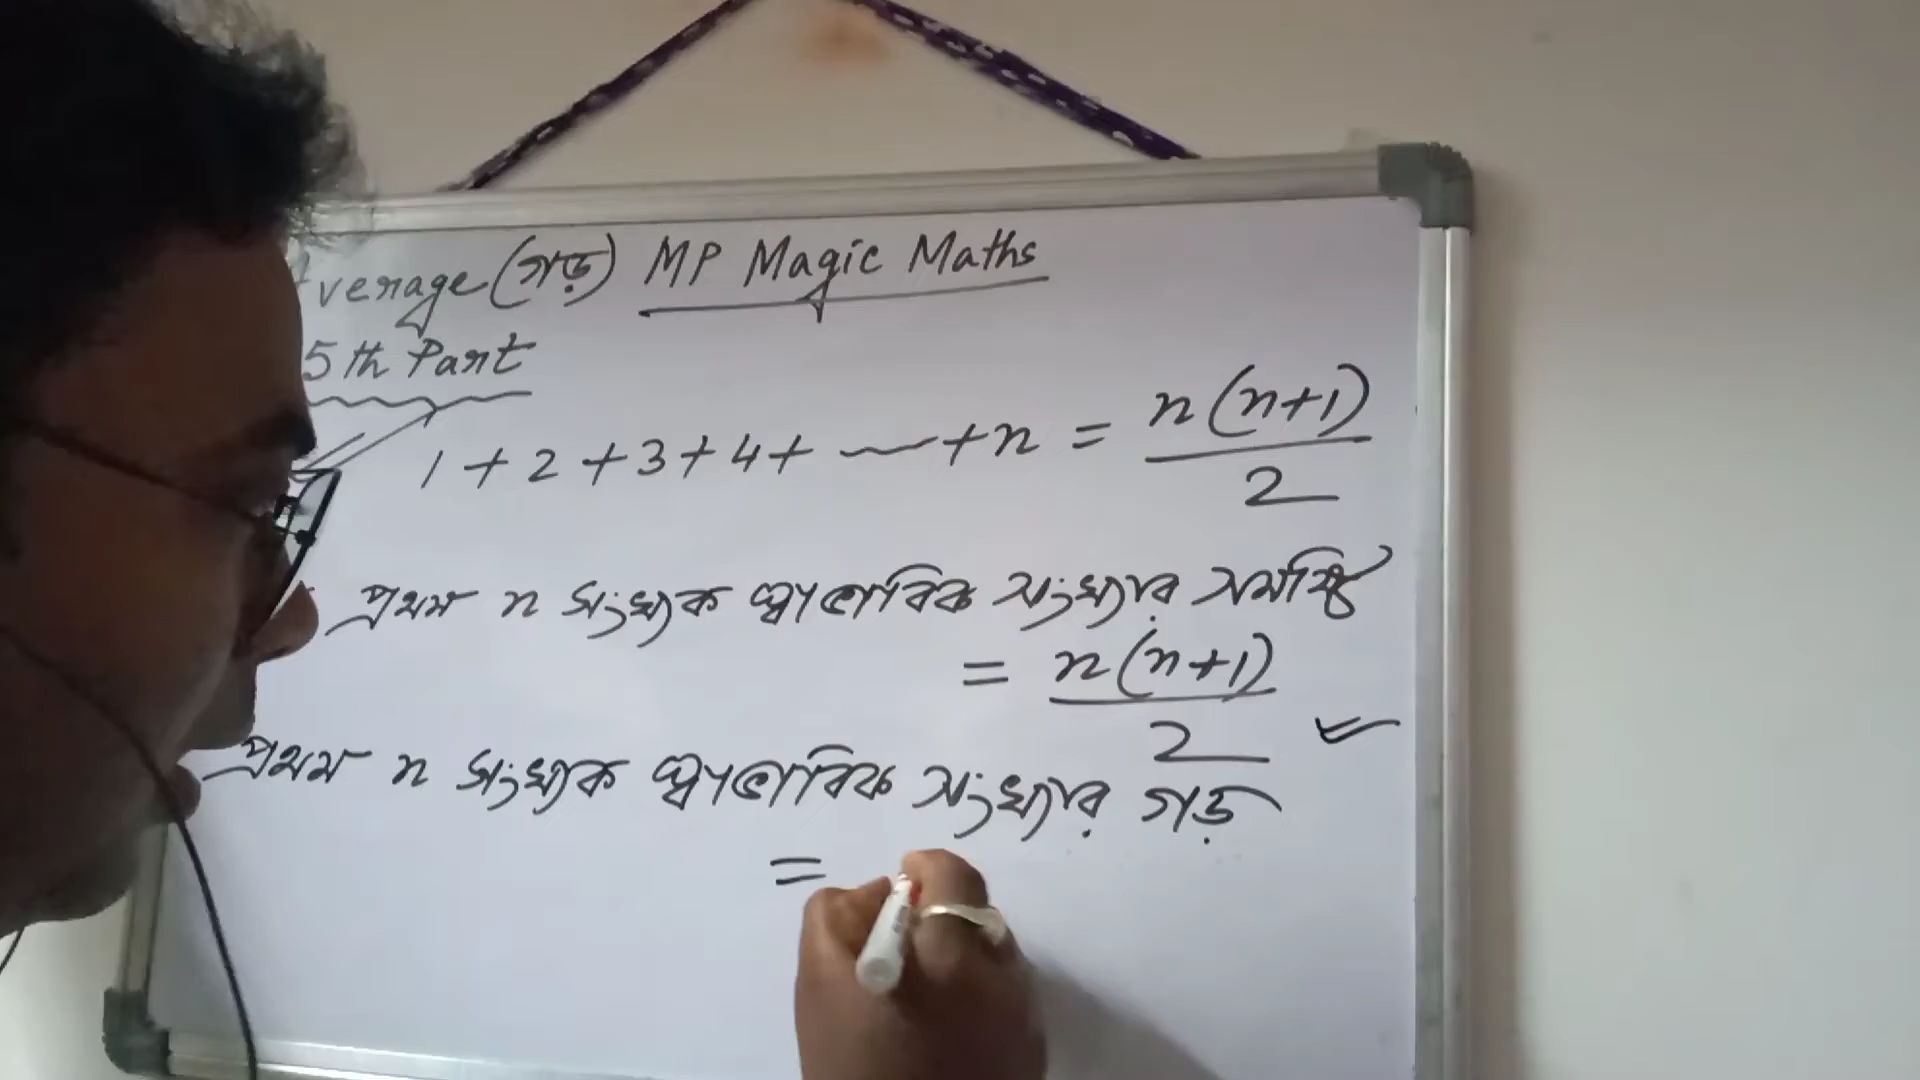 verage (গড়) MP Magic Maths
5th Part
1 + 2 + 3 + 4 + ~ + n = n(n+1)/2
প্রথম n সংখ্যক স্বাভাবিক সংখ্যার সমষ্টি
= n(n+1)/2
প্রথম n সংখ্যক স্বাভাবিক সংখ্যার গড়
=